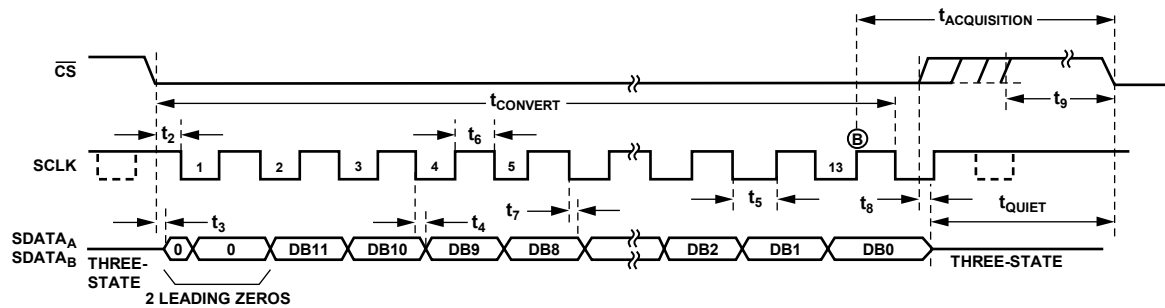 tACQUISITION
CS
tCONVERT
t9
t2
t6
B
SCLK
1 2 3 4 5 13
t3 t4 t7 t5 t8 tQUIET
SDATAA
SDATAB
0 0 DB11 DB10 DB9 DB8 DB2 DB1 DB0
THREE-
STATE
THREE-STATE
2 LEADING ZEROS